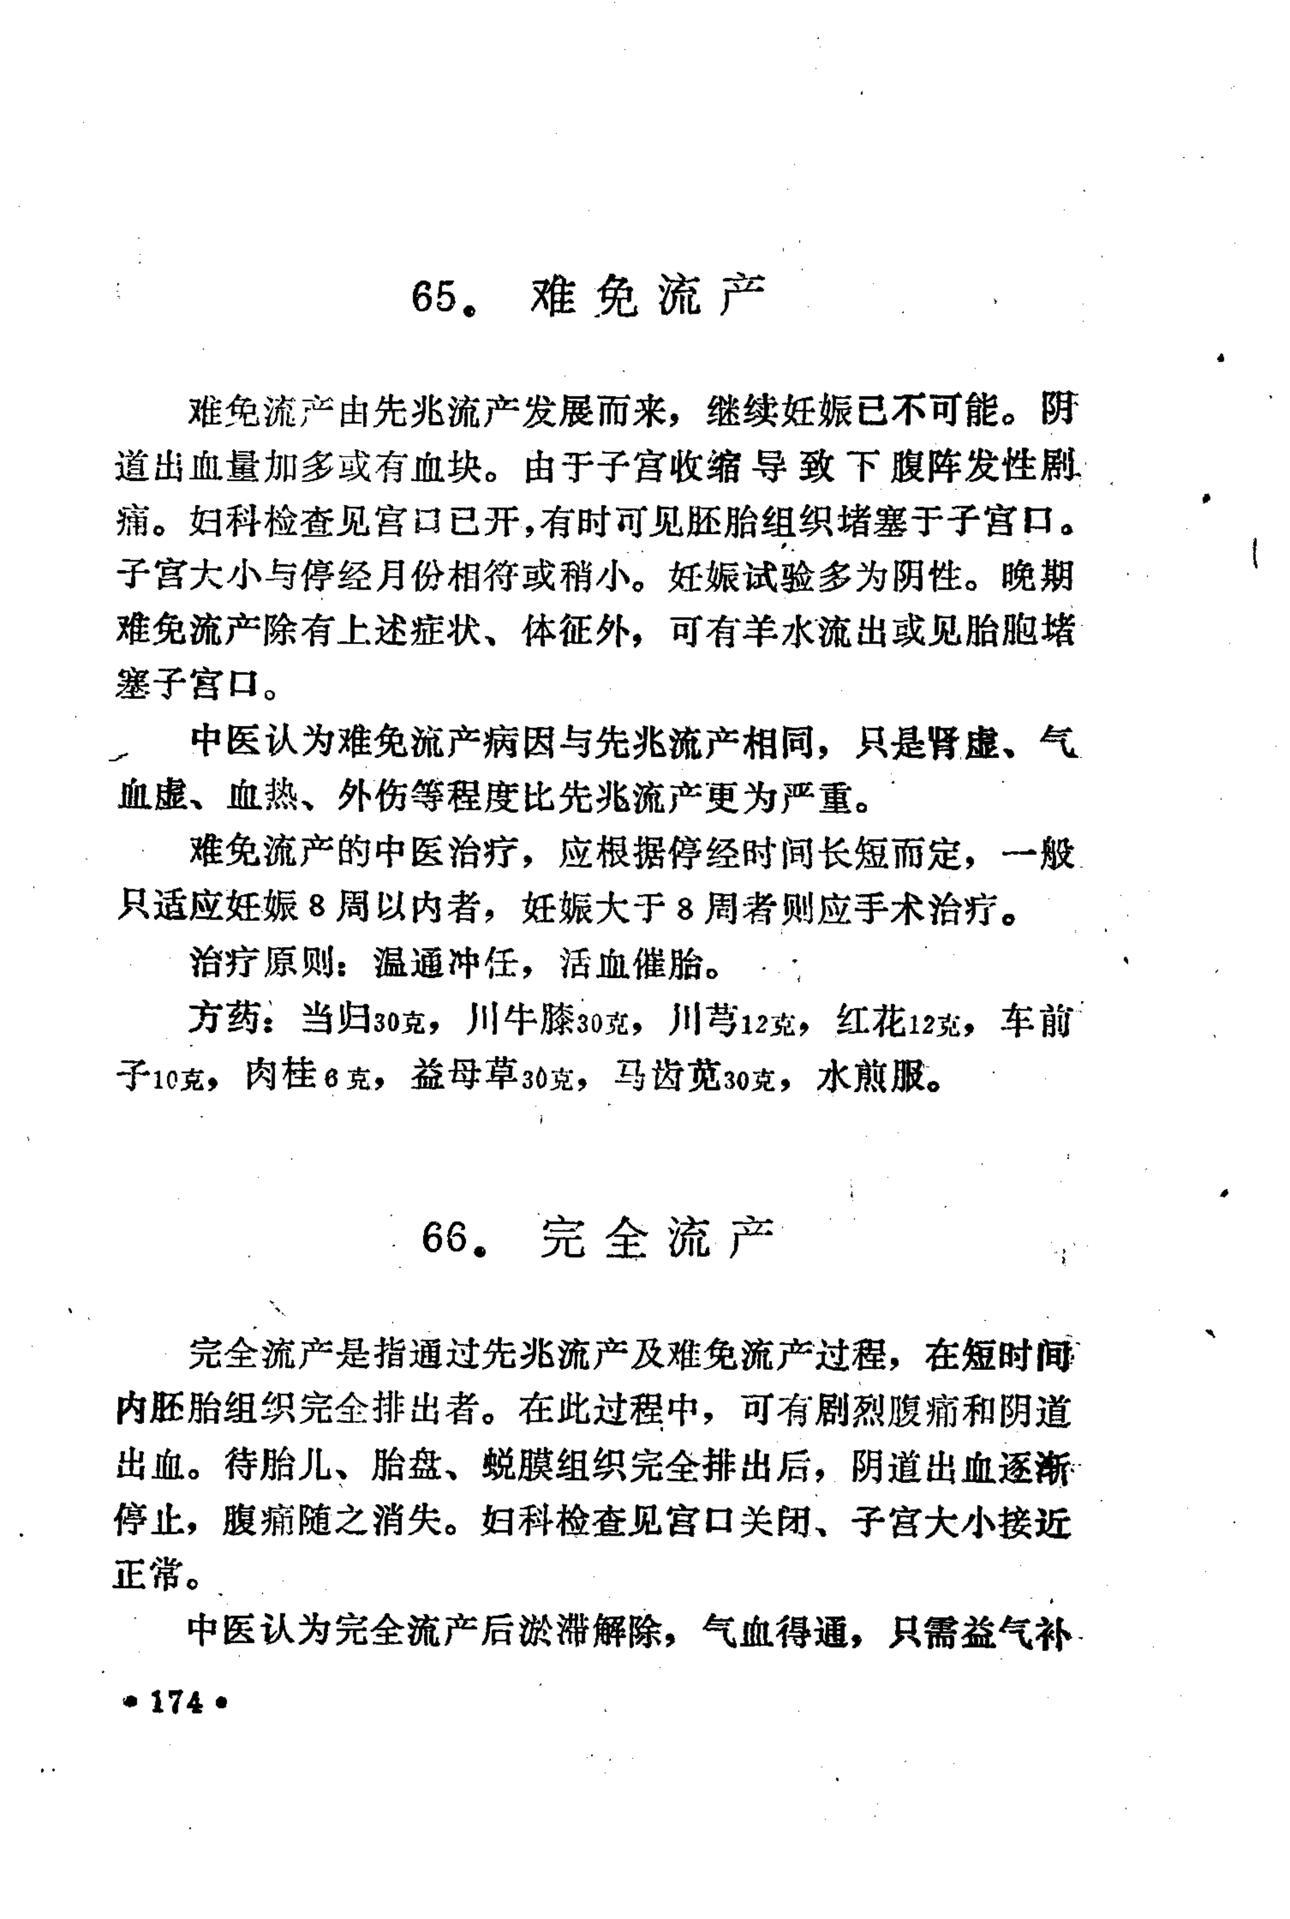 65. 难免流产
难免流产由先兆流产发展而来，继续妊娠已不可能。阴
道出血量加多或有血块。由于子宫收缩导致下腹阵发性剧
痛。妇科检查见宫口已开，有时可见胚胎组织堵塞于子宫口。
子宫大小与停经月份相符或稍小。妊娠试验多为阴性。晚期
难免流产除有上述症状、体征外，可有羊水流出或见胎胞堵
塞子宫口。
中医认为难免流产病因与先兆流产相同，只是肾虚、气
血虚、血热、外伤等程度比先兆流产更为严重。
难免流产的中医治疗，应根据停经时间长短而定，一般
只适应妊娠8周以内者，妊娠大于8周者则应手术治疗。
治疗原则：温通冲任，活血催胎。
方药：当归30克，川牛膝30克，川芎12克，红花12克，车前
子10克，肉桂6克，益母草30克，马齿苋30克，水煎服。
66. 完全流产
完全流产是指通过先兆流产及难免流产过程，在短时间
内胚胎组织完全排出者。在此过程中，可有剧烈腹痛和阴道
出血。待胎儿、胎盘、蜕膜组织完全排出后，阴道出血逐渐
停止，腹痛随之消失。妇科检查见宫口关闭、子宫大小接近
正常。
中医认为完全流产后淤滞解除，气血得通，只需益气补
• 174 •